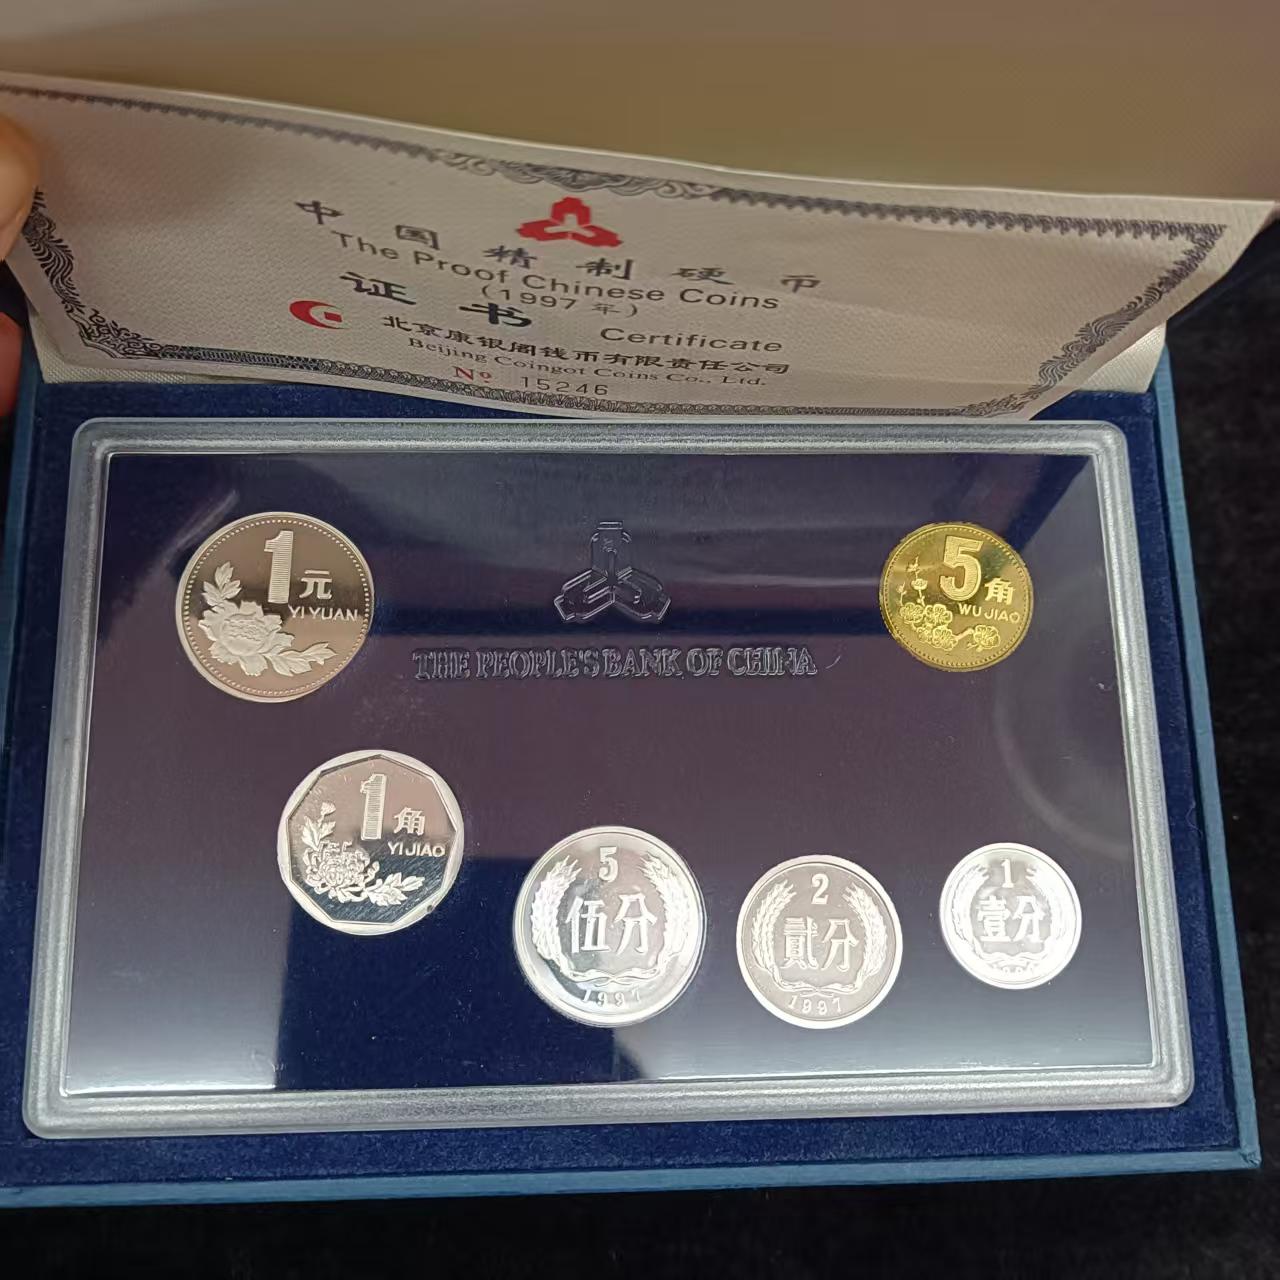 中国精制硬币
The Proof Chinese Coins
(1997年)
证书 Certificate
北京康银阁钱币有限责任公司
Beijing Coingot Coins Co., Ltd.
Nº 15246
1元
YI YUAN
THE PEOPLE'S BANK OF CHINA
5角
WU JIAO
1角
YI JIAO
5
伍分
1997
2
貳分
1997
1
壹分